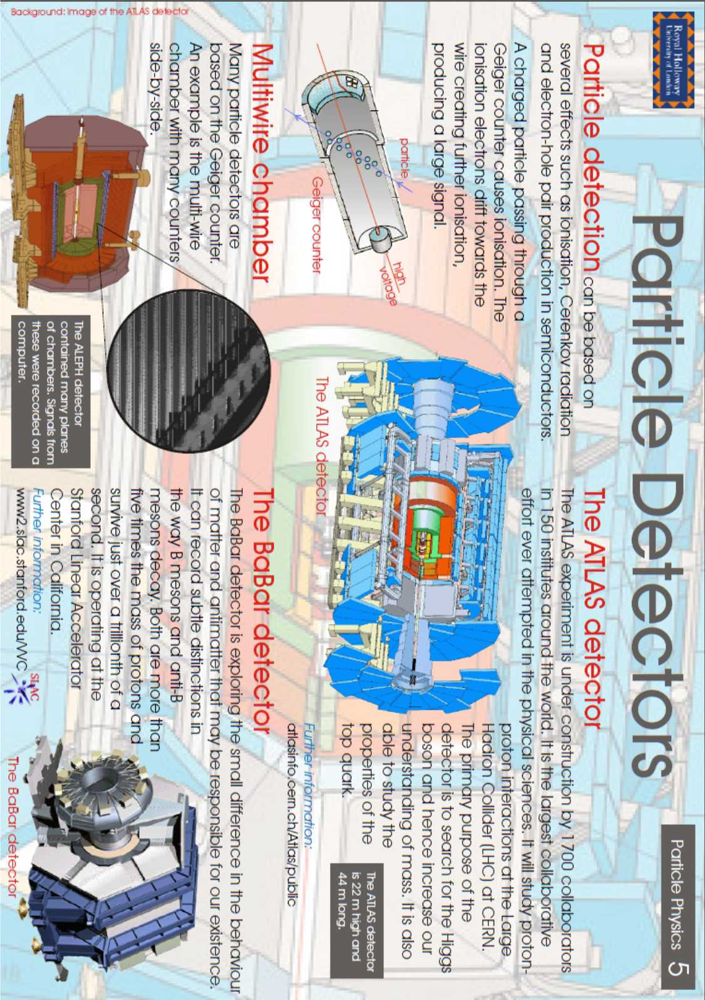 Royal Holloway
University of London
Particle Detectors
Particle Physics 5
Particle detection can be based on
several effects such as ionisation, Cerenkov radiation
and electron-hole pair production in semiconductors.
A charged particle passing through a
Geiger counter causes ionisation. The
ionisation electrons drift towards the
wire creating further ionisation,
producing a large signal.
particle
high
voltage
Geiger counter
Multiwire chamber
Many particle detectors are
based on the Geiger counter.
An example is the multi-wire
chamber with many counters
side-by-side.
The ALEPH detector
contained many planes
of chambers. Signals from
these were recorded on a
computer.
The ATLAS detector
The ATLAS experiment is under construction by 1700 collaborators
in 150 institutes around the world. It is the largest collaborative
effort ever attempted in the physical sciences. It will study proton-
proton interactions at the Large
Hadron Collider (LHC) at CERN.
The primary purpose of the
detector is to search for the Higgs
boson and hence increase our
understanding of mass. It is also
able to study the
properties of the
top quark.
The ATLAS detector
is 22 m high and
44 m long.
The ATLAS detector
Further information:
atlasinfo.cern.ch/Atlas/public
The BaBar detector
The BaBar detector is exploring the small difference in the behaviour
of matter and antimatter that may be responsible for our existence.
It can record subtle distinctions in
the way B mesons and anti-B
mesons decay. Both are more than
five times the mass of protons and
survive just over a trillionth of a
second. It is operating at the
Stanford Linear Accelerator
Center in California.
Further information:
www2.slac.stanford.edu/VVC
SLAC
The BaBar detector
Background: Image of the ATLAS detector